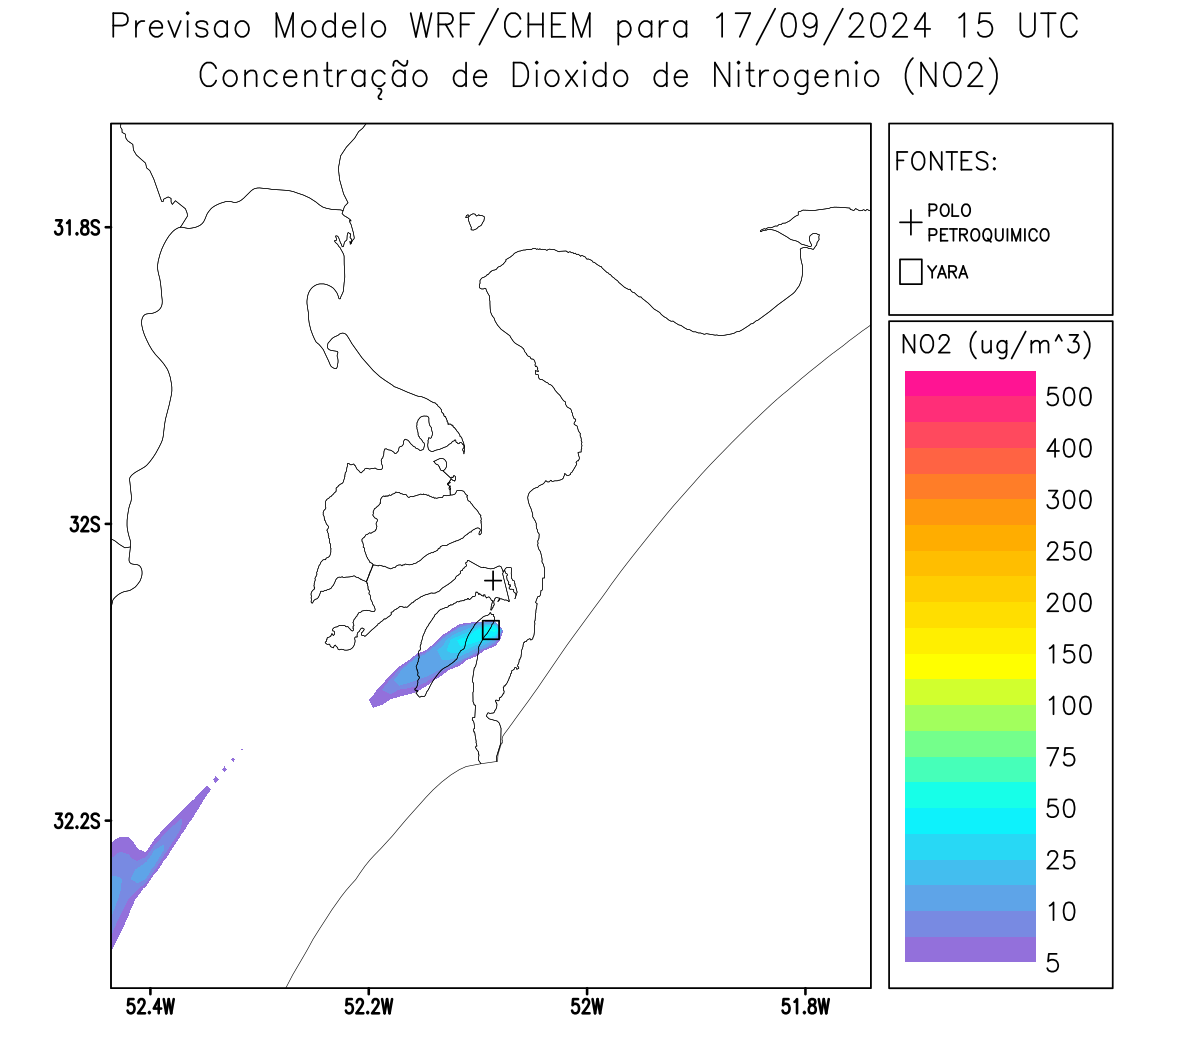 Previsao Modelo WRF/CHEM para 17/09/2024 15 UTC
Concentração de Dioxido de Nitrogenio (NO2)
FONTES:
POLO
PETROQUIMICO
YARA
NO2 (ug/m^3)
500
400
300
250
200
150
100
75
50
25
10
5
31.8S
32S
32.2S
52.4W
52.2W
52W
51.8W